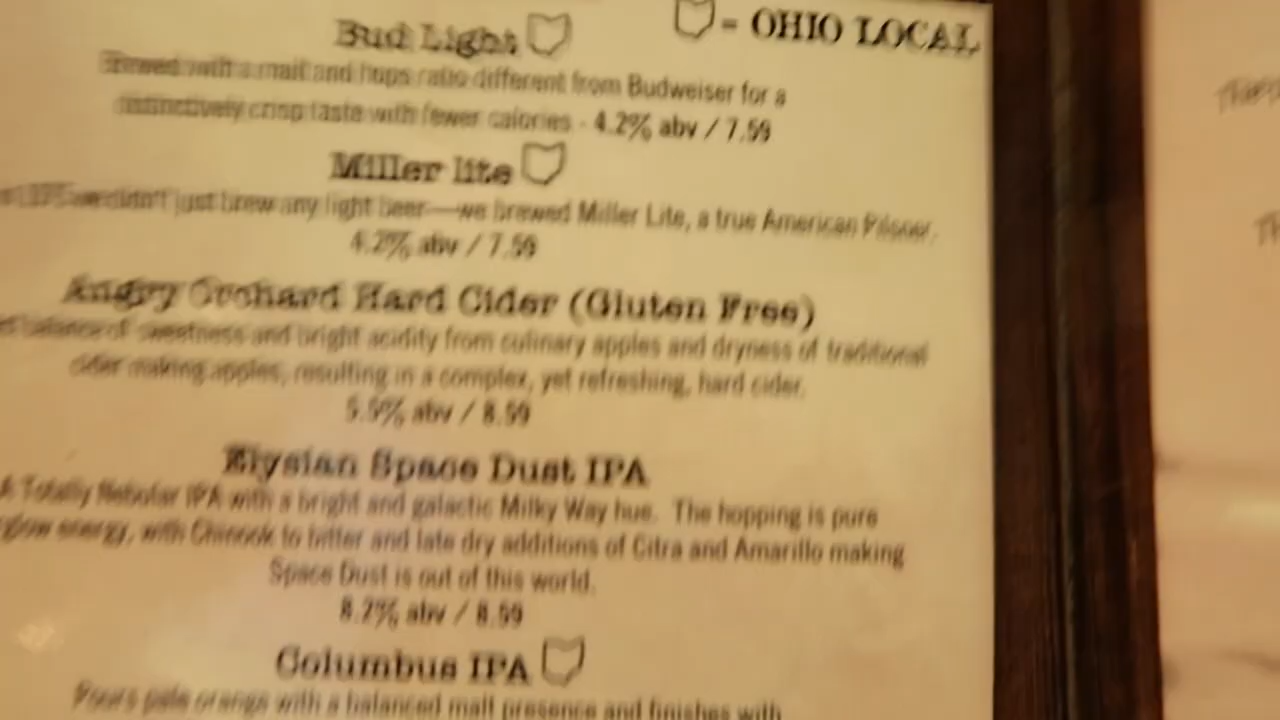 Bud Light
= OHIO LOCAL
Brewed with a malt and hops ratio different from Budweiser for a
distinctively crisp taste with fewer calories - 4.2% abv / 7.59
Miller lite
we didn't just brew any light beer—we brewed Miller Lite, a true American Pilsner.
4.2% abv / 7.59
Angry Orchard Hard Cider (Gluten Free)
balance of sweetness and bright acidity from culinary apples and dryness of traditional
cider making apples, resulting in a complex, yet refreshing, hard cider.
5.5% abv / 8.59
Elysian Space Dust IPA
A Totally Nebular IPA with a bright and galactic Milky Way hue. The hopping is pure
glow energy, with Chinook to bitter and late dry additions of Citra and Amarillo making
Space Dust is out of this world.
8.2% abv / 8.59
Columbus IPA
Pours pale orange with a balanced malt presence and finishes with